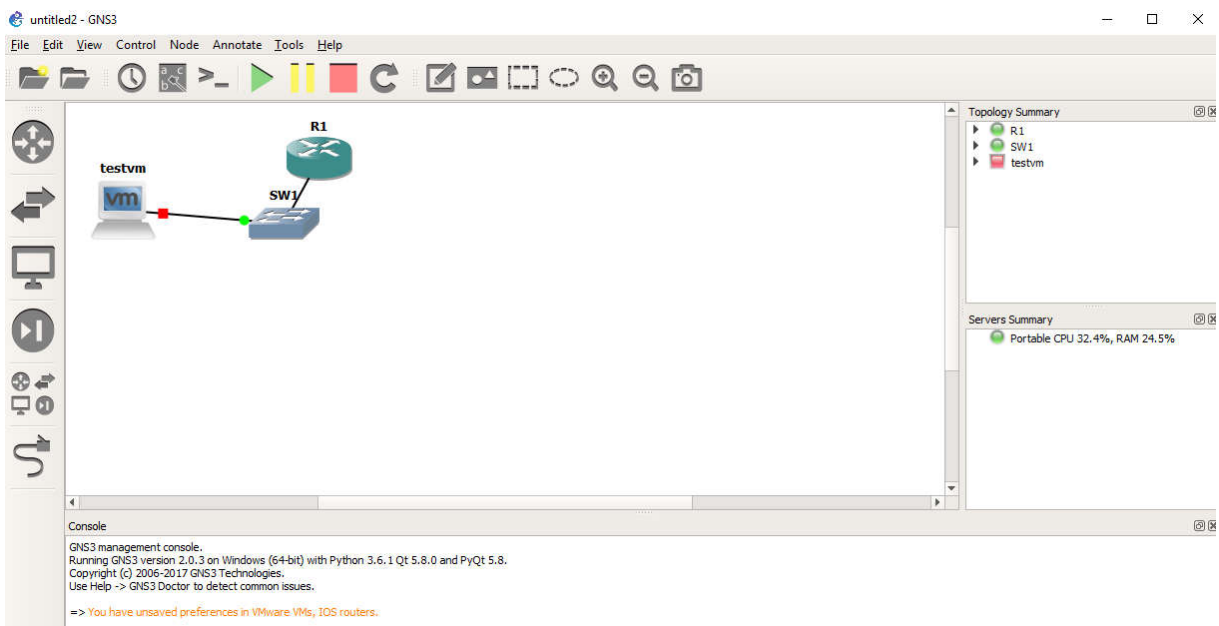 untitled2 - GNS3
File Edit View Control Node Annotate Tools Help
a c
b
R1
testvm
vm
SW1
Topology Summary
R1
SW1
testvm
Servers Summary
Portable CPU 32.4%, RAM 24.5%
Console
GNS3 management console.
Running GNS3 version 2.0.3 on Windows (64-bit) with Python 3.6.1 Qt 5.8.0 and PyQt 5.8.
Copyright (c) 2006-2017 GNS3 Technologies.
Use Help -> GNS3 Doctor to detect common issues.
=> You have unsaved preferences in VMware VMs, IOS routers.